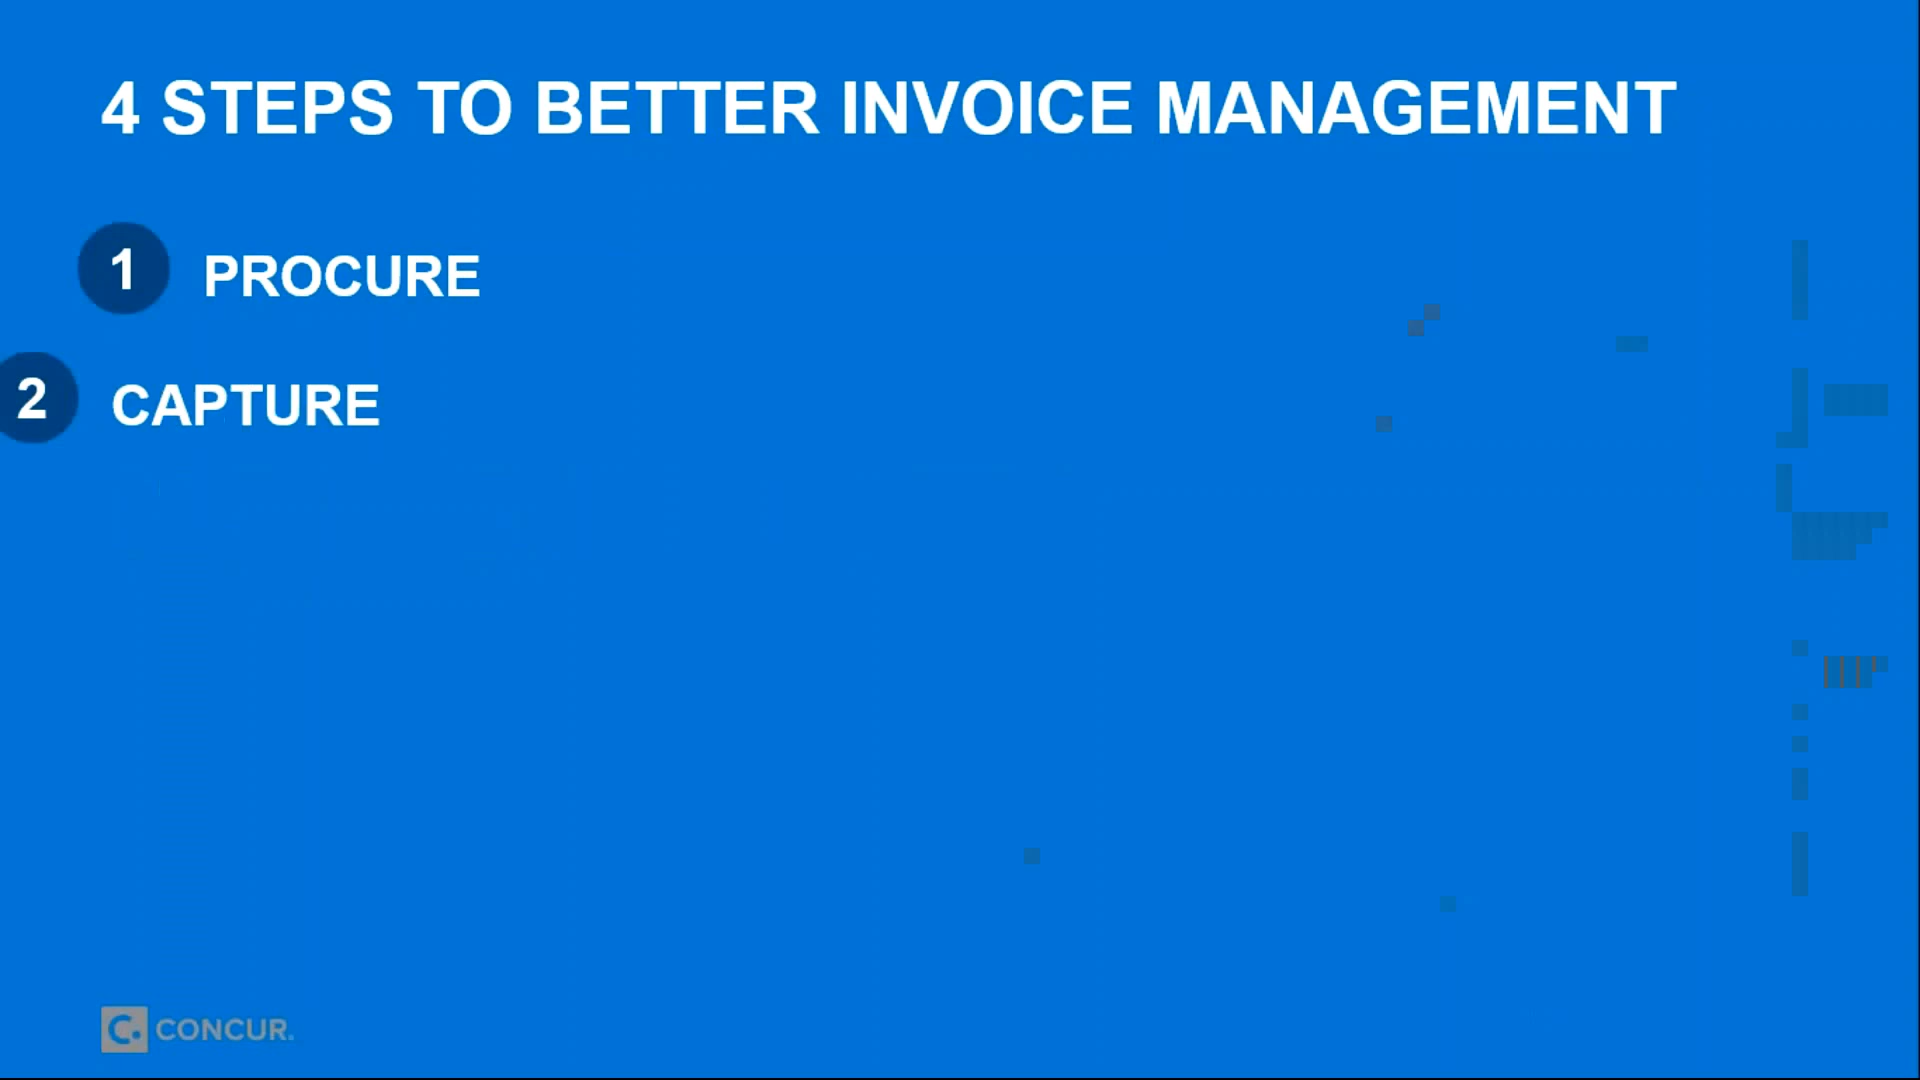 4 STEPS TO BETTER INVOICE MANAGEMENT
1 PROCURE
2 CAPTURE
C. CONCUR.